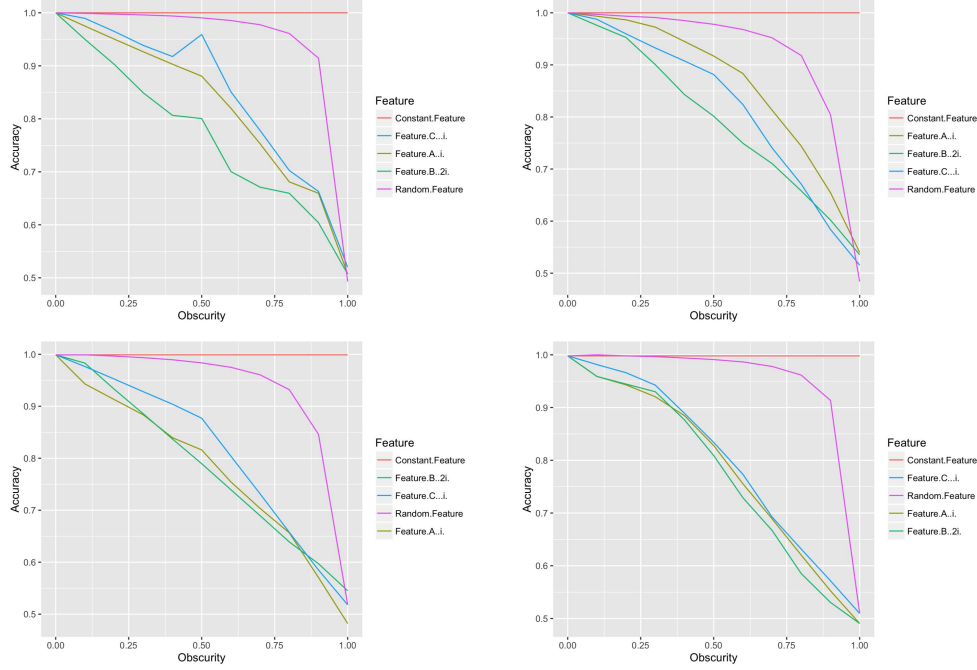 1.0
0.9
0.8
0.7
0.6
0.5
Accuracy
0.00
0.25
0.50
0.75
1.00
Obscurity
Feature
Constant.Feature
Feature.C...i.
Feature.A..i.
Feature.B..2i.
Random.Feature
1.0
0.9
0.8
0.7
0.6
0.5
Accuracy
0.00
0.25
0.50
0.75
1.00
Obscurity
Feature
Constant.Feature
Feature.A..i.
Feature.B..2i.
Feature.C...i.
Random.Feature
1.0
0.9
0.8
0.7
0.6
0.5
Accuracy
0.00
0.25
0.50
0.75
1.00
Obscurity
Feature
Constant.Feature
Feature.B..2i.
Feature.C...i.
Random.Feature
Feature.A..i.
1.0
0.9
0.8
0.7
0.6
0.5
Accuracy
0.00
0.25
0.50
0.75
1.00
Obscurity
Feature
Constant.Feature
Feature.C...i.
Random.Feature
Feature.A..i.
Feature.B..2i.